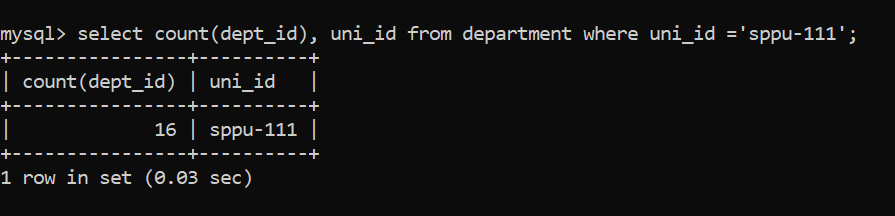 mysql> select count(dept_id), uni_id from department where uni_id ='sppu-111';
+----------------+----------+
| count(dept_id) | uni_id   |
+----------------+----------+
|             16 | sppu-111 |
+----------------+----------+
1 row in set (0.03 sec)